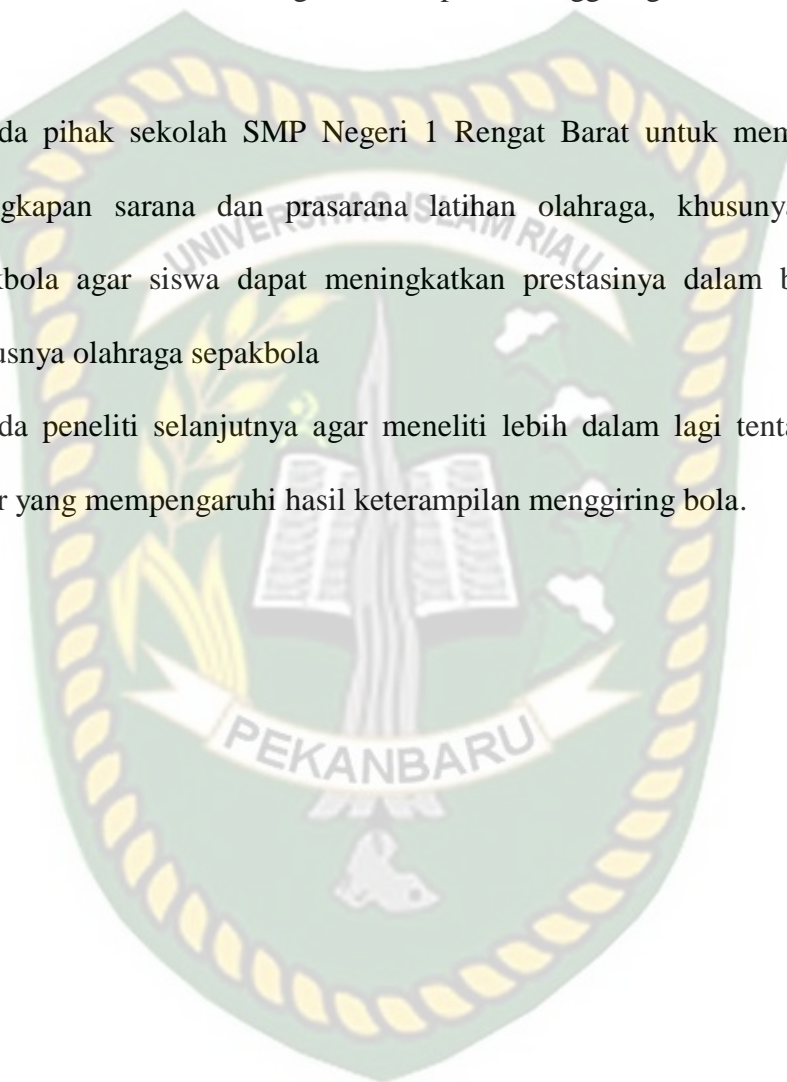 da pihak sekolah SMP Negeri 1 Rengat Barat untuk mem
ngkapan sarana dan prasarana latihan olahraga, khusunya
UNIVERSITAS ISLAM RIAU
kbola agar siswa dapat meningkatkan prestasinya dalam b
usnya olahraga sepakbola
da peneliti selanjutnya agar meneliti lebih dalam lagi tenta
r yang mempengaruhi hasil keterampilan menggiring bola.
PEKANBARU